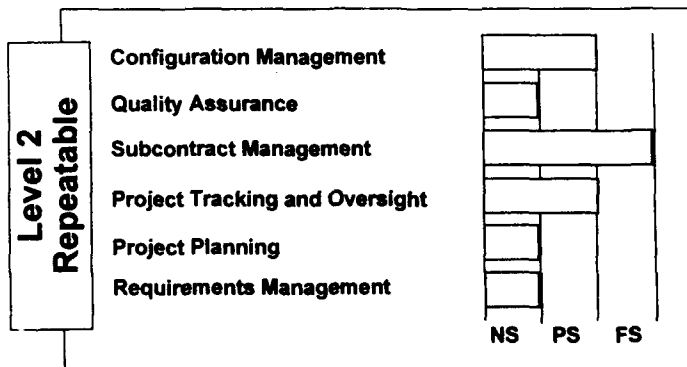 Level 2
Repeatable
Configuration Management
Quality Assurance
Subcontract Management
Project Tracking and Oversight
Project Planning
Requirements Management
NS PS FS